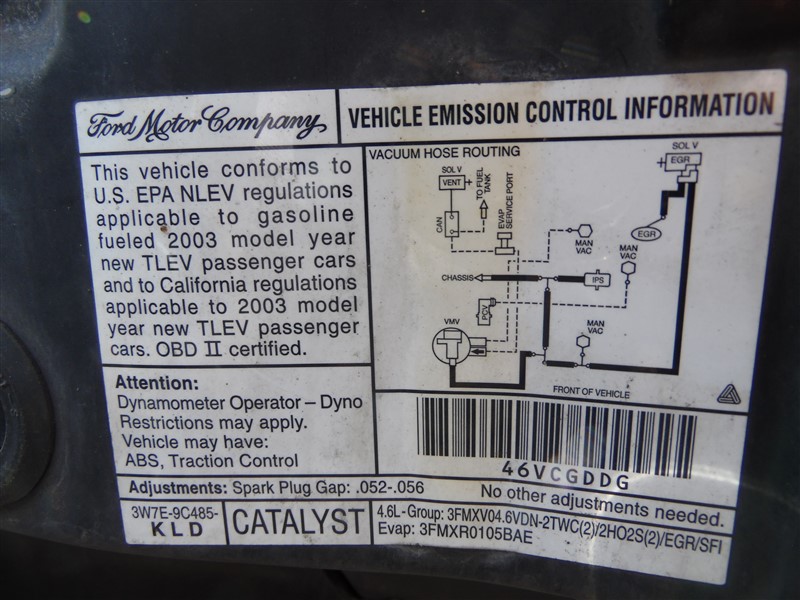 Ford Motor Company
VEHICLE EMISSION CONTROL INFORMATION
This vehicle conforms to
U.S. EPA NLEV regulations
applicable to gasoline
fueled 2003 model year
new TLEV passenger cars
and to California regulations
applicable to 2003 model
year new TLEV passenger
cars. OBD II certified.
Attention:
Dynamometer Operator – Dyno
Restrictions may apply.
Vehicle may have:
ABS, Traction Control
VACUUM HOSE ROUTING
SOL V
VENT +
TO FUEL
TANK
CAN
EVAP
SERVICE PORT
SOL V
+ EGR
EGR
MAN
VAC
MAN
VAC
CHASSIS
IPS
PCV
VMV
MAN
VAC
FRONT OF VEHICLE
46VCGDDG
Adjustments: Spark Plug Gap: .052-.056
No other adjustments needed.
3W7E-9C485-
KLD
CATALYST
4.6L-Group: 3FMXV04.6VDN-2TWC(2)/2HO2S(2)/EGR/SFI
Evap: 3FMXR0105BAE